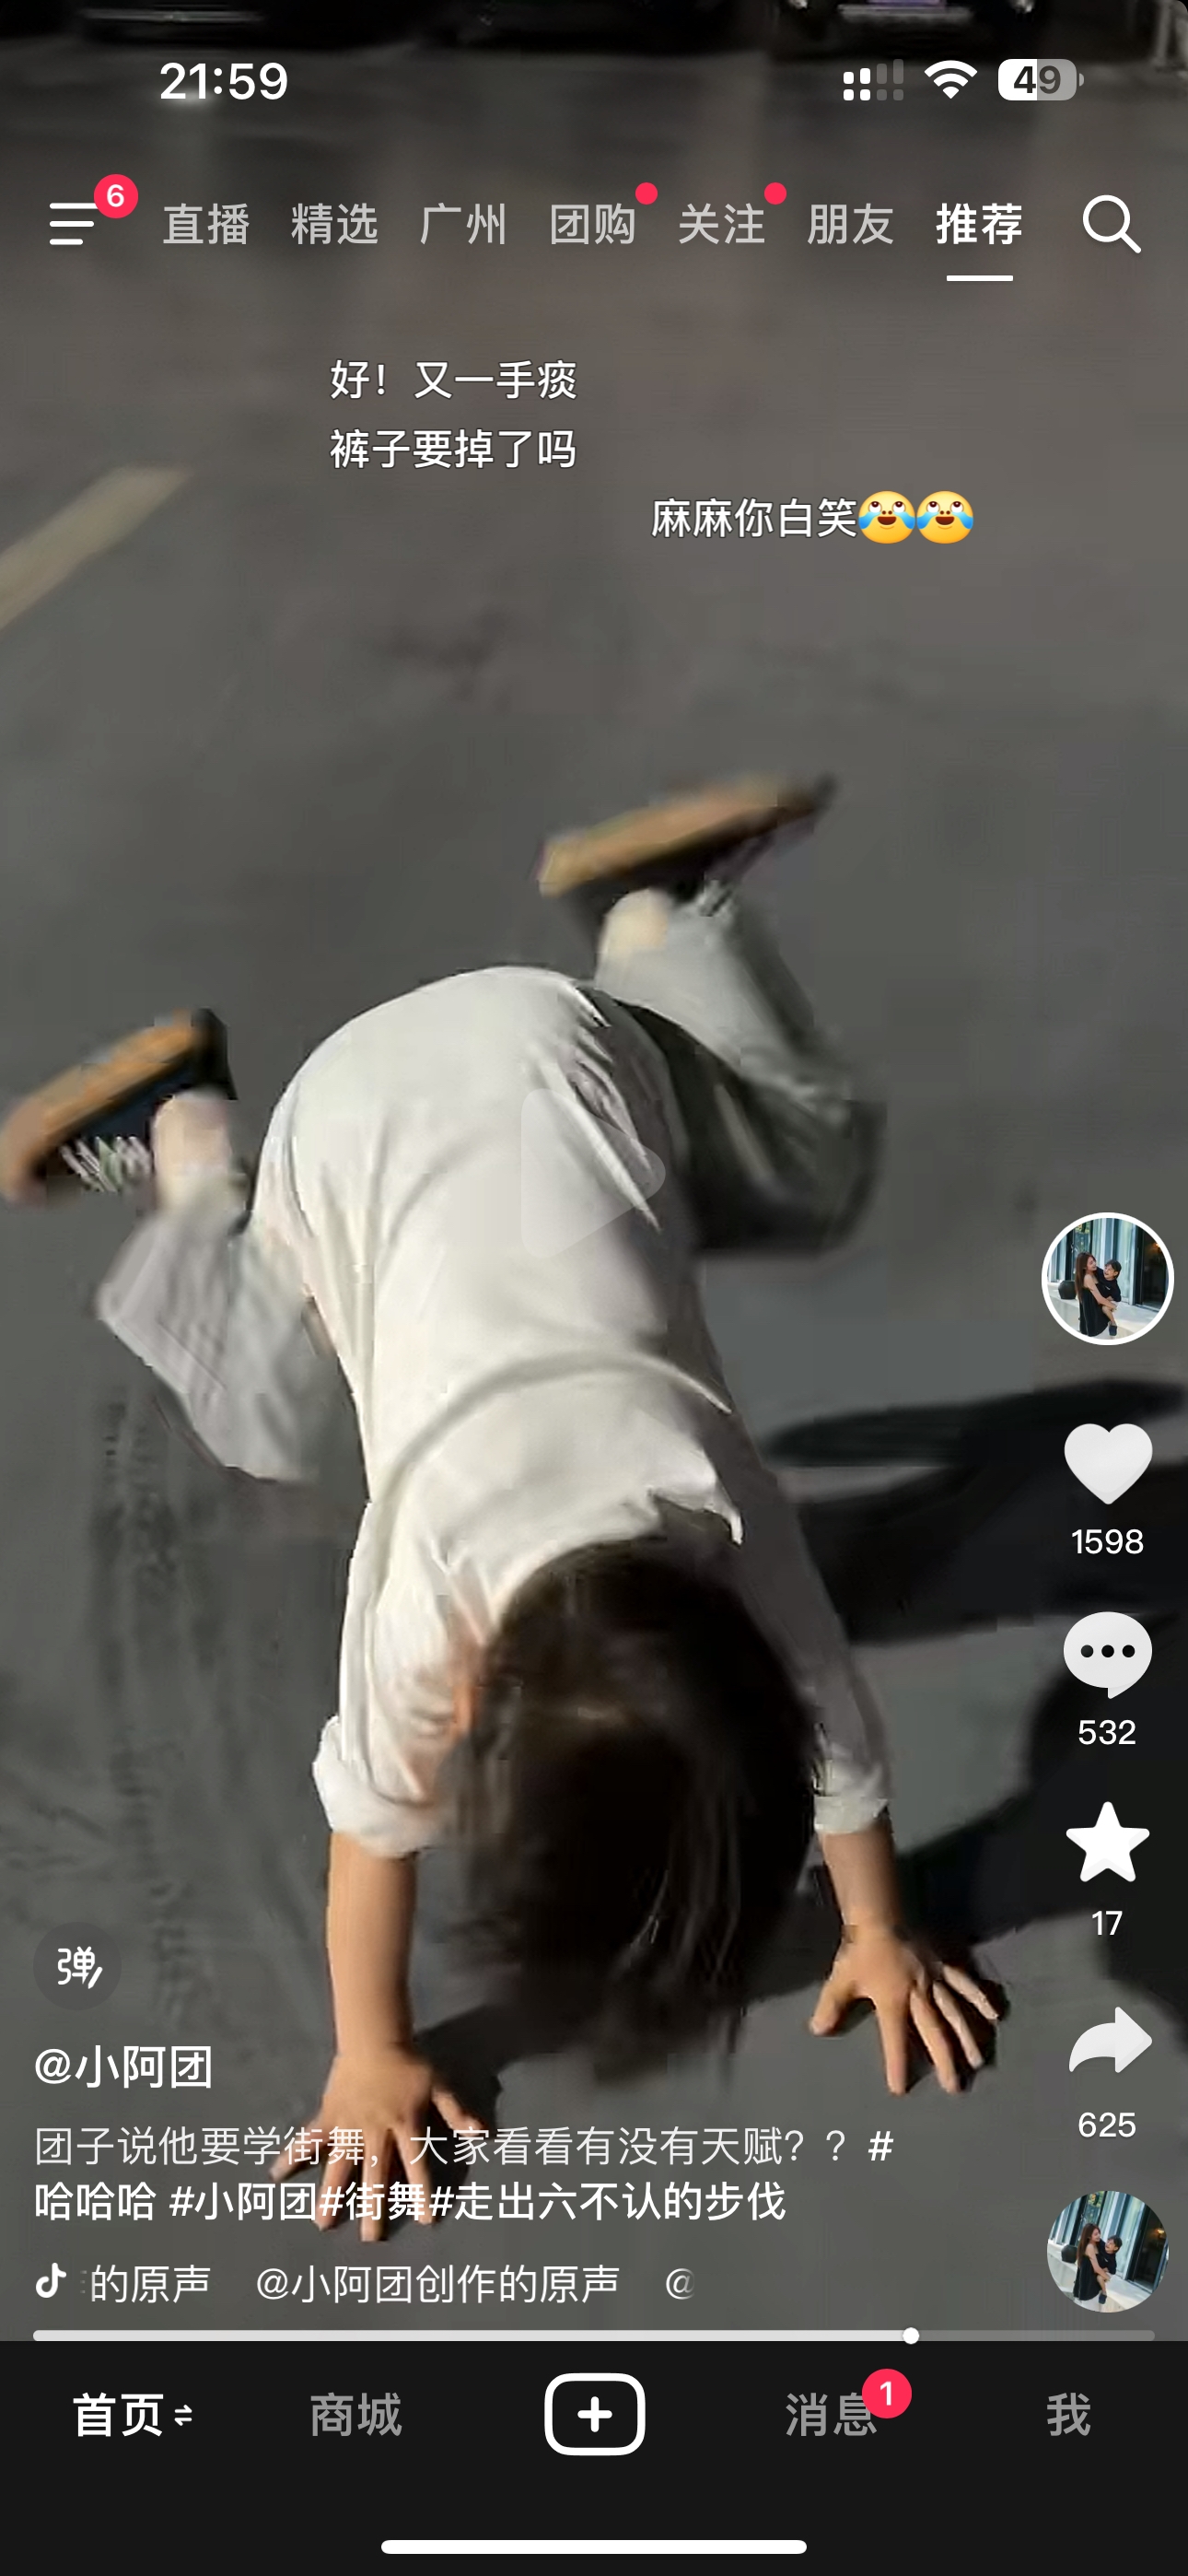 21:59
49
6
直播 精选 广州 团购 关注 朋友 推荐
好！又一手痰
裤子要掉了吗
麻麻你白笑
1598
532
17
弹
@小阿团
625
团子说他要学街舞，大家看看有没有天赋？？#
哈哈哈 #小阿团#街舞#走出六不认的步伐
的原声 @小阿团创作的原声 @
首页 商城 消息 1 我